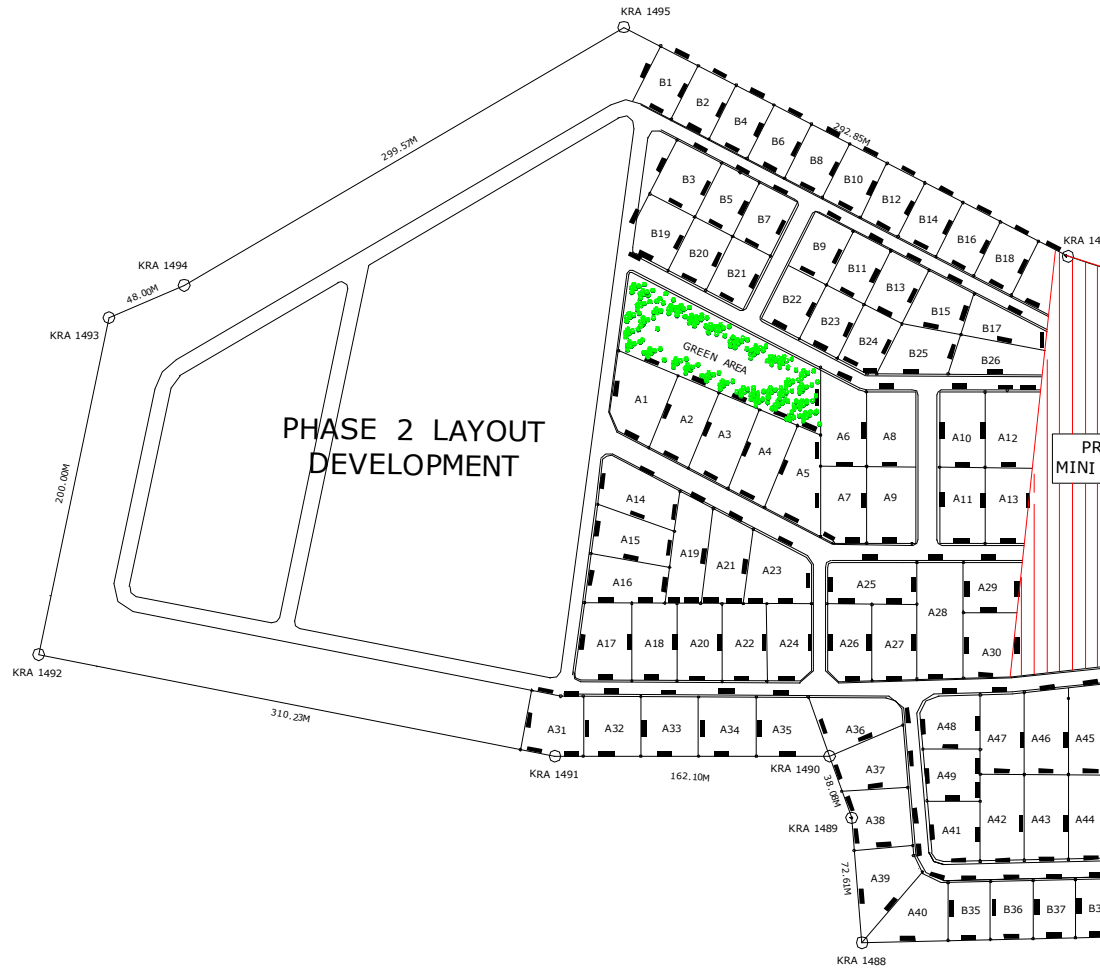 KRA 1495
B1
B2
B4
B6
292.85M
B8
B10
B12
B14
B16
B18
KRA 14
299.57M
B3
B5
B7
B19
B20
B21
B9
B11
B13
B15
B17
B22
B23
B24
B25
B26
KRA 1494
48.00M
KRA 1493
GREEN AREA
A1
A2
A3
A4
A5
A6
A8
A7
A9
A10
A12
A11
A13
PR
MINI
PHASE 2 LAYOUT
DEVELOPMENT
200.00M
A14
A15
A16
A19
A21
A23
A17
A18
A20
A22
A24
A25
A26
A27
A28
A29
A30
KRA 1492
310.23M
A31
A32
A33
A34
A35
A36
KRA 1491
162.10M
KRA 1490
A37
38.08M
KRA 1489
A38
72.61M
A39
A40
KRA 1488
A48
A47
A46
A45
A49
A41
A42
A43
A44
B35
B36
B37
B3